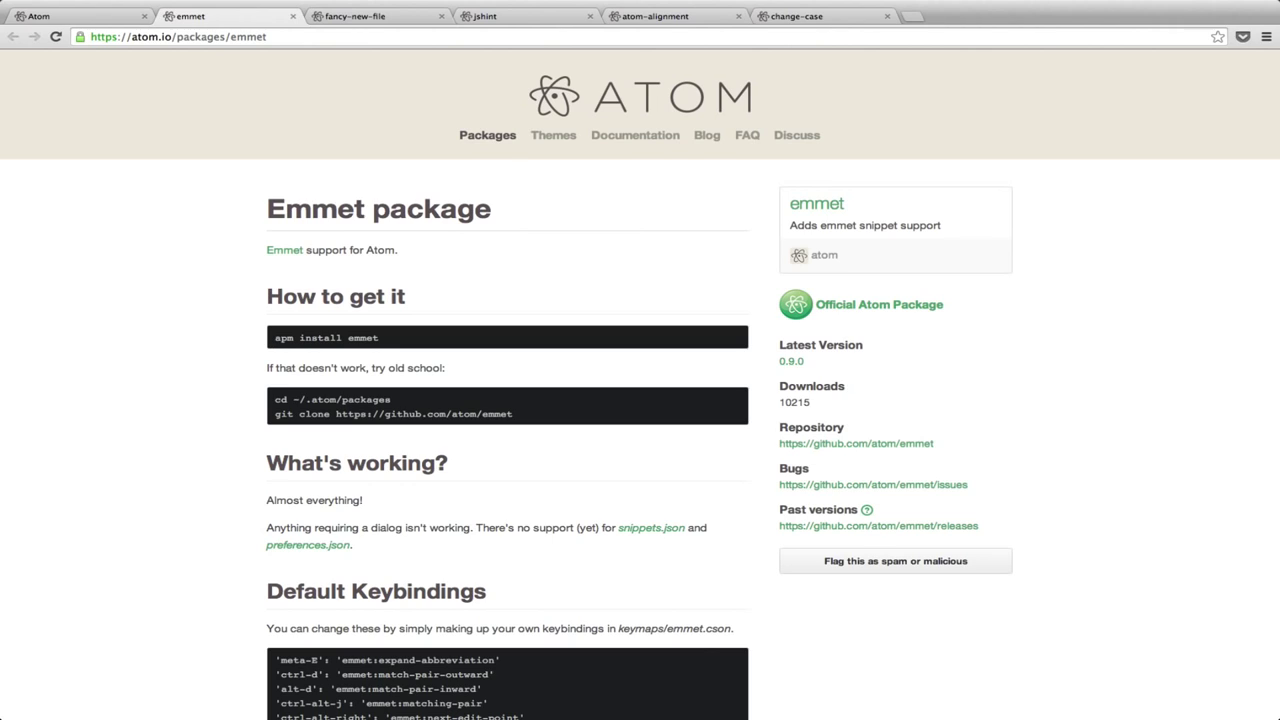 Atom
emmet
fancy-new-file
jshint
atom-alignment
change-case
https://atom.io/packages/emmet
ATOM
Packages Themes Documentation Blog FAQ Discuss
Emmet package
Emmet support for Atom.
How to get it
apm install emmet
If that doesn't work, try old school:
cd ~/.atom/packages
git clone https://github.com/atom/emmet
What's working?
Almost everything!
Anything requiring a dialog isn't working. There's no support (yet) for snippets.json and
preferences.json.
Default Keybindings
You can change these by simply making up your own keybindings in keymaps/emmet.cson.
'meta-E': 'emmet:expand-abbreviation'
'ctrl-d': 'emmet:match-pair-outward'
'alt-d': 'emmet:match-pair-inward'
'ctrl-alt-j': 'emmet:matching-pair'
'ctrl-alt-right': 'emmet:next-edit-point'
emmet
Adds emmet snippet support
atom
Official Atom Package
Latest Version
0.9.0
Downloads
10215
Repository
https://github.com/atom/emmet
Bugs
https://github.com/atom/emmet/issues
Past versions ?
https://github.com/atom/emmet/releases
Flag this as spam or malicious